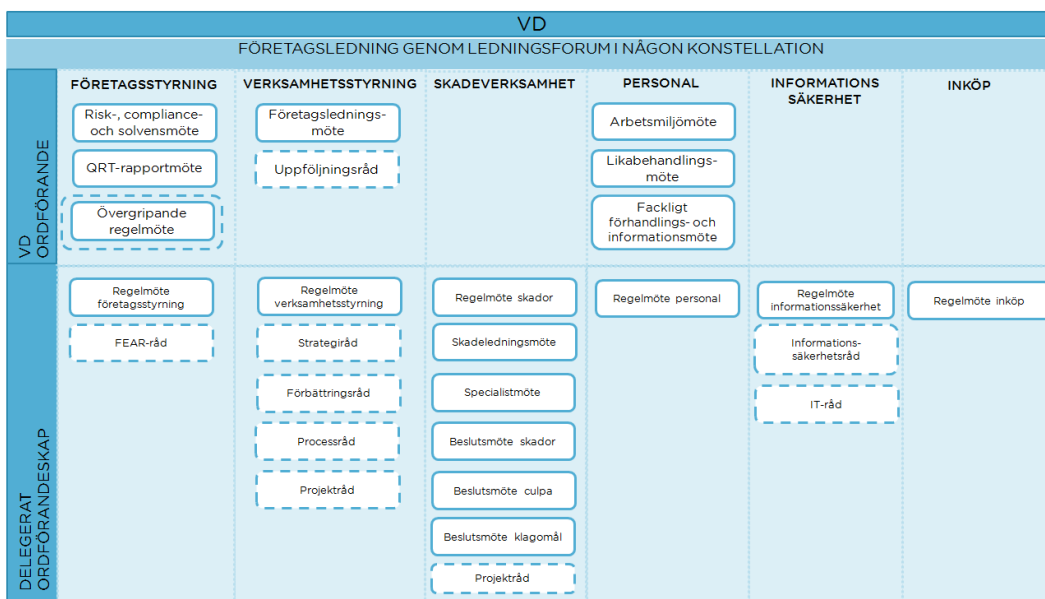 VD
FÖRETAGSLEDNING GENOM LEDNINGSFORUM I NÅGON KONSTELLATION
FÖRETAGSSTYRNING
VERKSAMHETSSTYRNING
SKADEVERKSAMHET
PERSONAL
INFORMATIONS
SÄKERHET
INKÖP
VD
ORDFÖRANDE
Risk-, compliance-
och solvensmöte
QRT-rapportmöte
Övergripande
regelmöte
Företagslednings-
möte
Uppföljningsråd
Arbetsmiljömöte
Likabehandlings-
möte
Fackligt
förhandlings- och
informationsmöte
DELEGERAT
ORDFÖRANDESKAP
Regelmöte
företagsstyrning
FEAR-råd
Regelmöte
verksamhetsstyrning
Strategiråd
Förbättringsråd
Processråd
Projektråd
Regelmöte skador
Skadeledningsmöte
Specialistmöte
Beslutsmöte skador
Beslutsmöte culpa
Beslutsmöte klagomål
Projektråd
Regelmöte personal
Regelmöte
informationssäkerhet
Informations-
säkerhetsråd
IT-råd
Regelmöte inköp